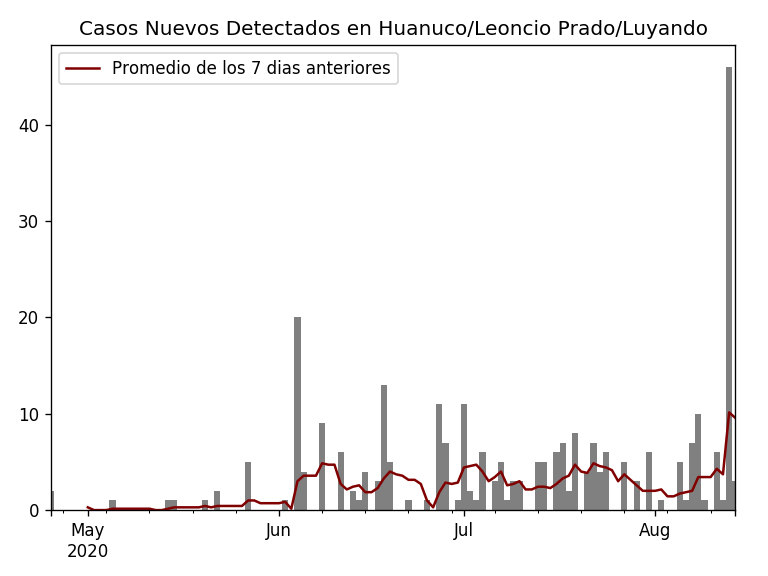 Casos Nuevos Detectados en Huanuco/Leoncio Prado/Luyando
Promedio de los 7 dias anteriores
40
30
20
10
0
May
2020
Jun
Jul
Aug